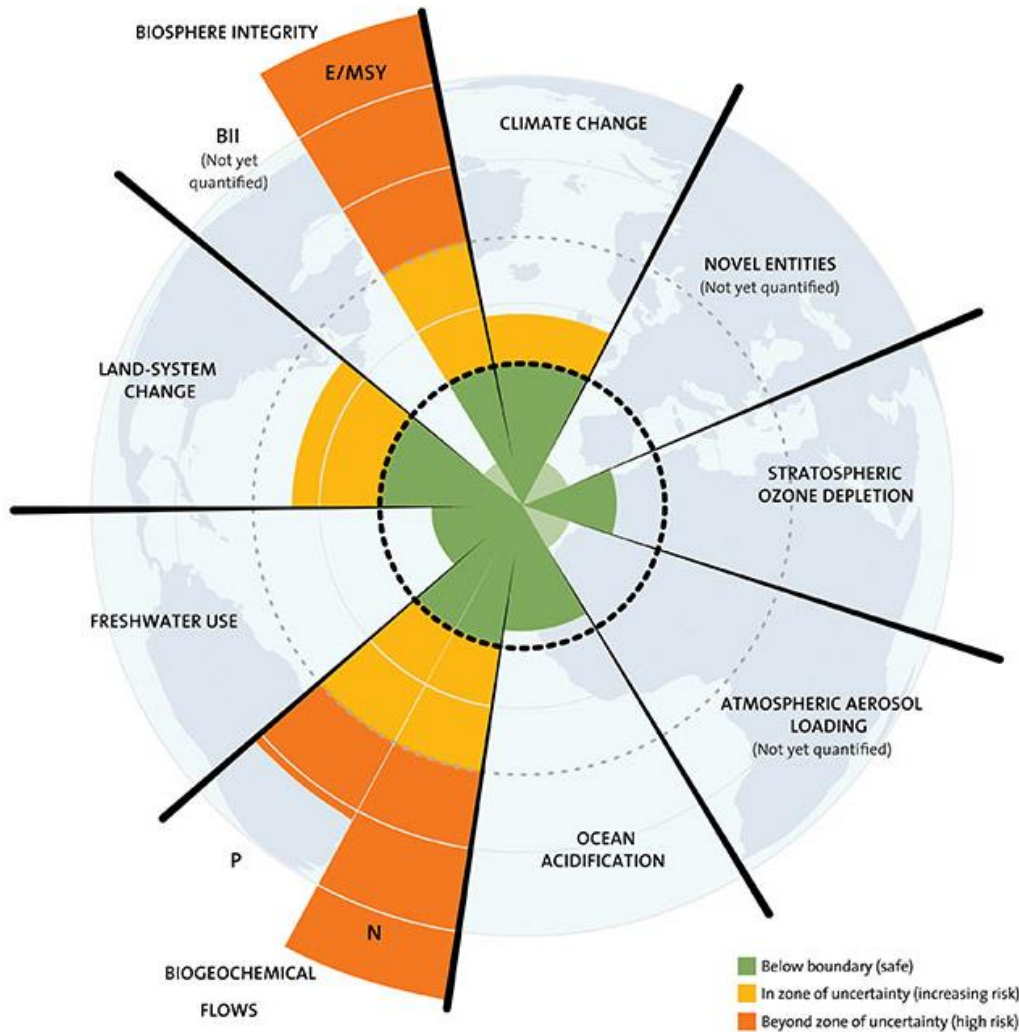 BIOSPHERE INTEGRITY
E/MSY
BII
(Not yet
quantified)
CLIMATE CHANGE
NOVEL ENTITIES
(Not yet quantified)
LAND-SYSTEM
CHANGE
STRATOSPHERIC
OZONE DEPLETION
FRESHWATER USE
ATMOSPHERIC AEROSOL
LOADING
(Not yet quantified)
OCEAN
ACIDIFICATION
P
N
BIOGEOCHEMICAL
FLOWS
Below boundary (safe)
In zone of uncertainty (increasing risk)
Beyond zone of uncertainty (high risk)